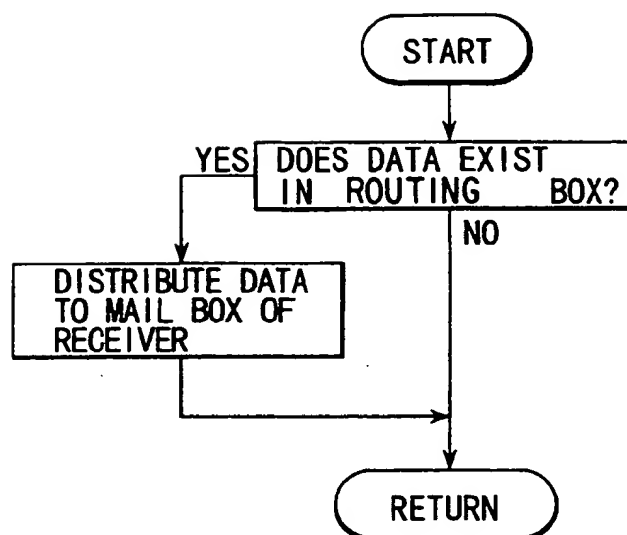 START
YES
DOES DATA EXIST
IN ROUTING BOX?
NO
DISTRIBUTE DATA
TO MAIL BOX OF
RECEIVER
RETURN